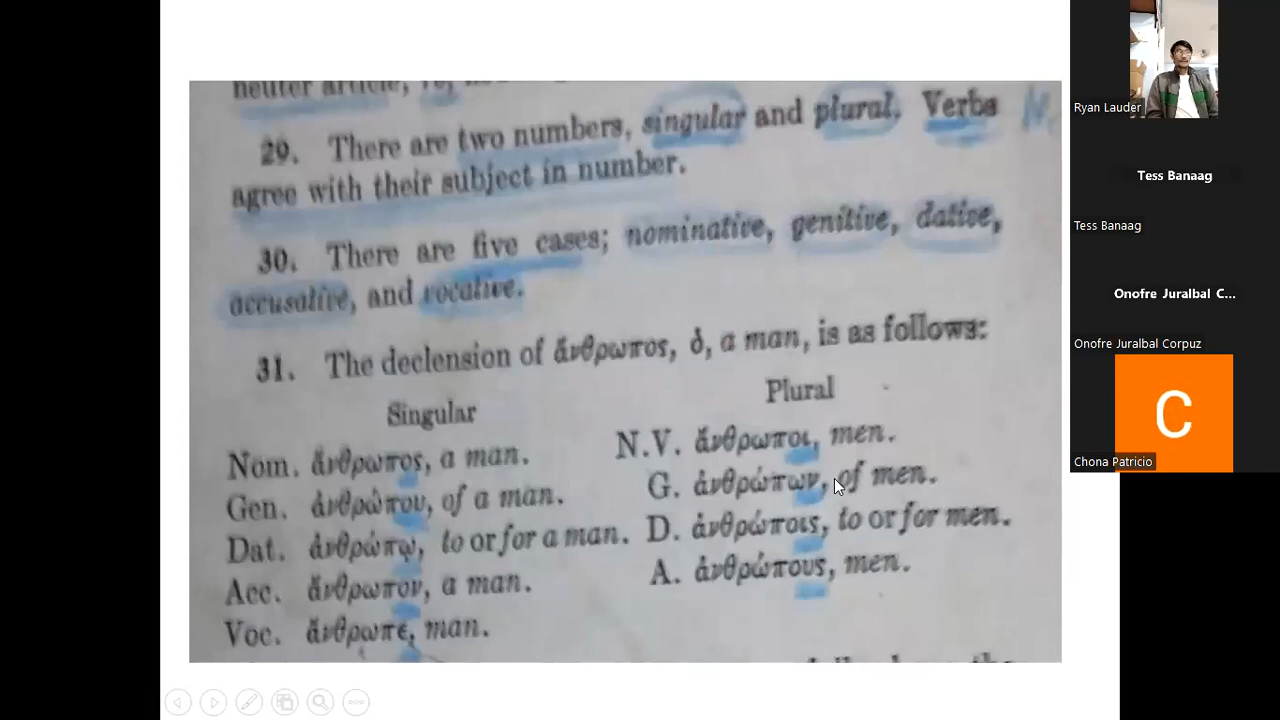 neuter article,
29. There are two numbers, singular and plural. Verbs
agree with their subject in number.
30. There are five cases; nominative, genitive, dative,
accusative, and vocative.
31. The declension of ἄνθρωπος, ὁ, a man, is as follows:
Singular
Plural
Nom. ἄνθρωπος, a man.
N.V. ἄνθρωποι, men.
Gen. ἀνθρώπου, of a man.
G. ἀνθρώπων, of men.
Dat. ἀνθρώπῳ, to or for a man.
D. ἀνθρώποις, to or for men.
Acc. ἄνθρωπον, a man.
A. ἀνθρώπους, men.
Voc. ἄνθρωπε, man.
Ryan Lauder
Tess Banaag
Tess Banaag
Onofre Juralbal C...
Onofre Juralbal Corpuz
C
Chona Patricio